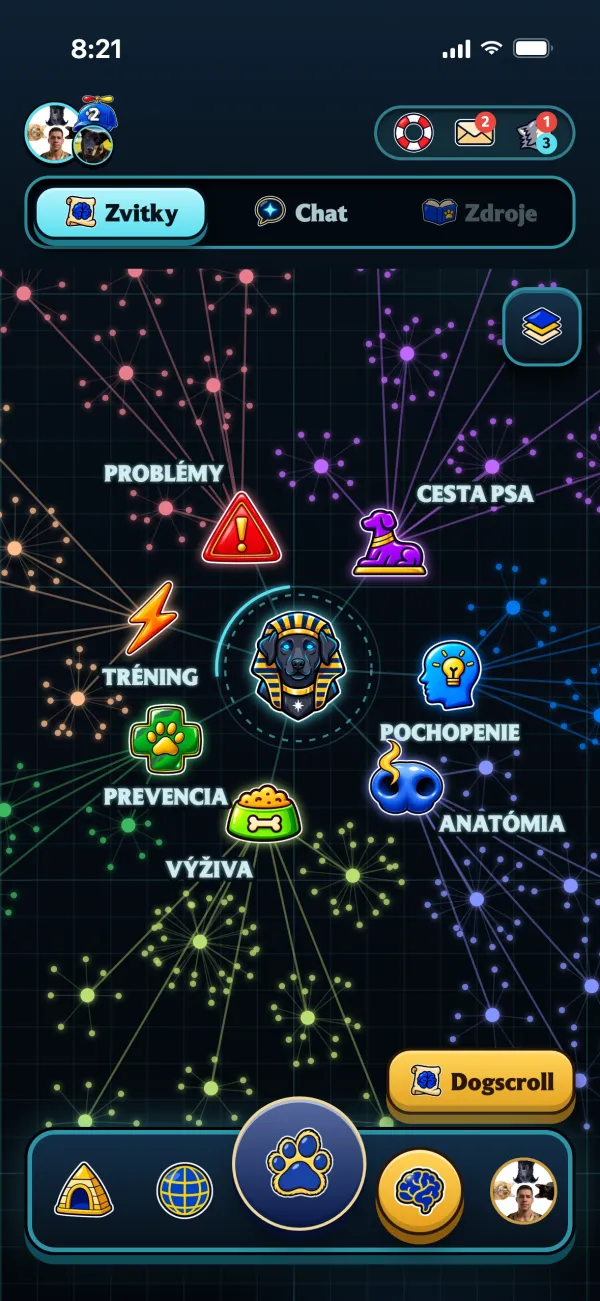 8:21
2
2
1
3
Zvitky
Chat
Zdroje
PROBLÉMY
CESTA PSA
TRÉNING
POCHOPENIE
PREVENCIA
ANATÓMIA
VÝŽIVA
Dogscroll